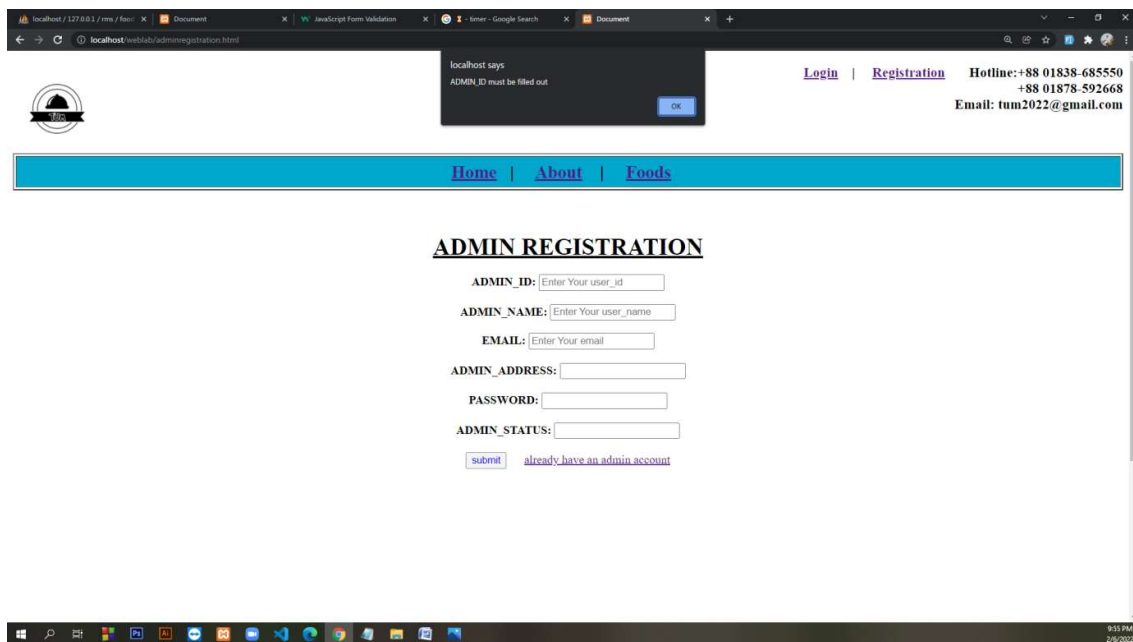 localhost / 127.0.0.1 / rms / food
Document
JavaScript Form Validation
- timer - Google Search
Document
localhost/weblab/adminregistration.html
localhost says
ADMIN_ID must be filled out
OK
Login | Registration
Hotline:+88 01838-685550
+88 01878-592668
Email: tum2022@gmail.com
Home | About | Foods
ADMIN REGISTRATION
ADMIN_ID: Enter Your user_id
ADMIN_NAME: Enter Your user_name
EMAIL: Enter Your email
ADMIN_ADDRESS:
PASSWORD:
ADMIN_STATUS:
submit already have an admin account
Ps
Ai
9:55 PM